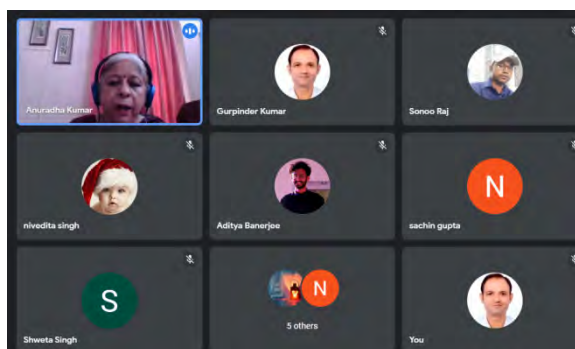 Anuradha Kumar
Gurpinder Kumar
Sonoo Raj
nivedita singh
Aditya Banerjee
N
sachin gupta
S
Shweta Singh
N
5 others
You